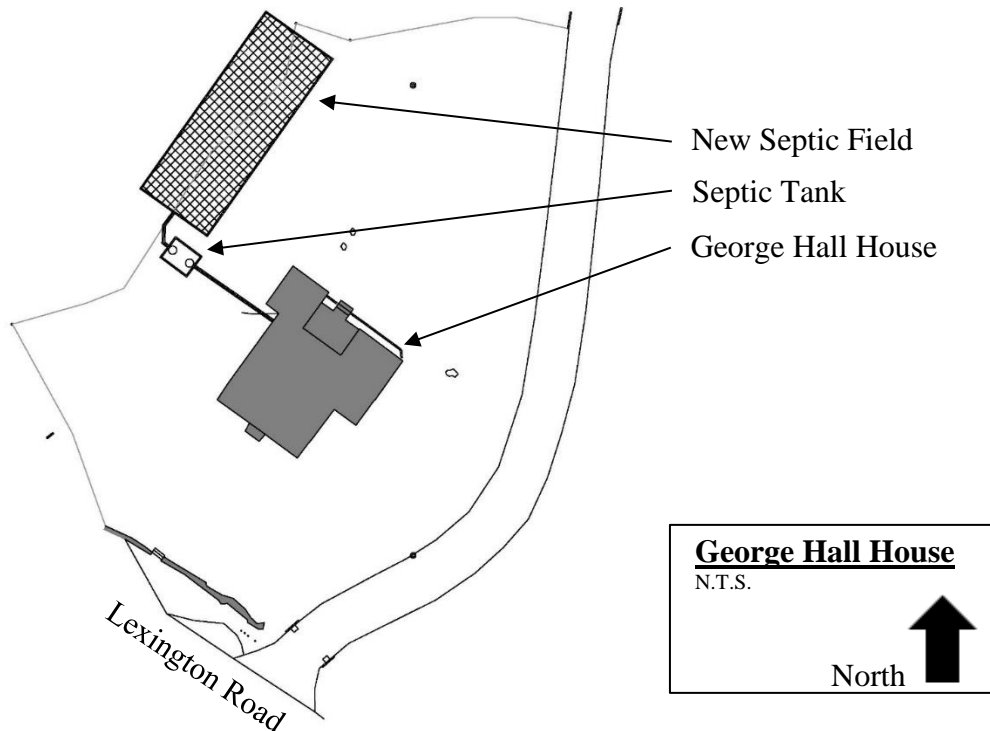 New Septic Field
Septic Tank
George Hall House
Lexington Road
George Hall House
N.T.S.
North